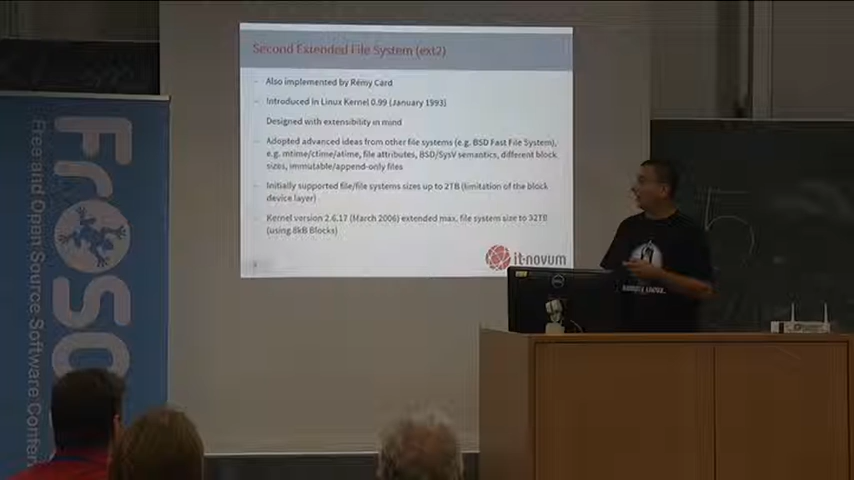 Second Extended File System (ext2)
Also implemented by Rémy Card
Introduced in Linux Kernel 0.99 (January 1993)
Designed with extensibility in mind
Adopted advanced ideas from other file systems (e.g. BSD Fast File System),
e.g. mtime/ctime/atime, file attributes, BSD/SysV semantics, different block
sizes, immutable/append-only files
Initially supported file/file systems sizes up to 2TB (limitation of the block
device layer)
Kernel version 2.6.17 (March 2006) extended max. file system size to 32TB
(using 8kB Blocks)
it-novum
FrOSC
Free and Open Source Software Confer
DELL